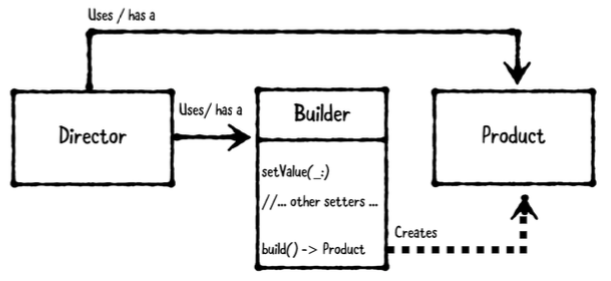 Uses / has a
Director
Uses/ has a
Builder
setValue(_:)
//... other setters ...
build() -> Product
Creates
Product